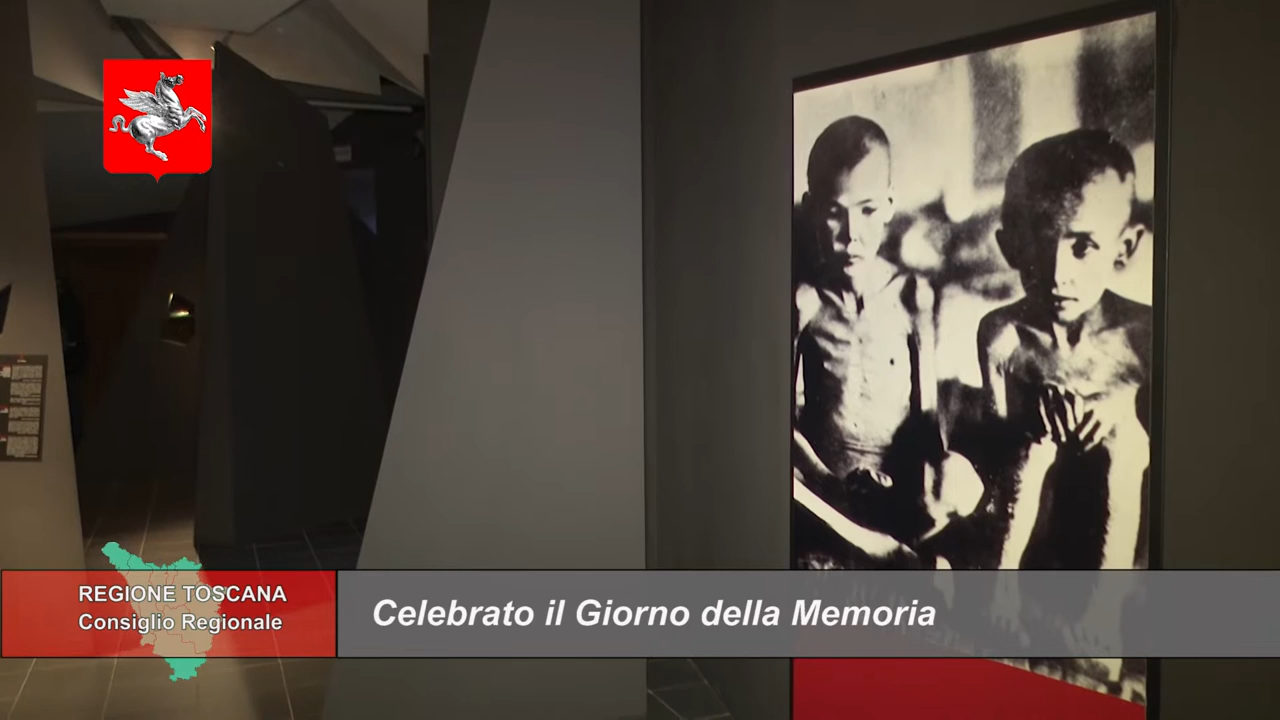 REGIONE TOSCANA
Consiglio Regionale
Celebrato il Giorno della Memoria